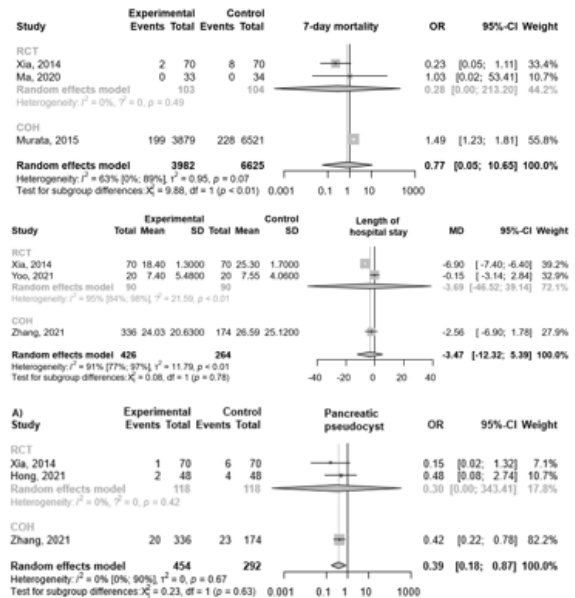 Experimental Control 7-day mortality
Study Events Total Events Total OR 95%-CI Weight
RCT
Xia, 2014 2 70 8 70 0.23 [0.05; 1.11) 33.4%
Ma, 2020 0 33 0 34 1.03 [0.02; 53.41) 10.7%
Random effects model 103 104 0.28 [0.00; 213.20] 44.2%
Heterogeneity: I² = 0%, τ² = 0, p = 0.49
COH
Murata, 2015 199 3879 228 6521 1.49 [1.23; 1.81] 55.8%
Random effects model 3982 6625 0.77 [0.05; 10.65] 100.0%
Heterogeneity: I² = 63% [0%; 89%], τ² = 0.95, p = 0.07
Test for subgroup differences: X² = 9.88, df = 1 (p < 0.01) 0.001 0.1 1 10 1000
Experimental Control Length of hospital stay
Study Total Mean SD Total Mean SD MD 95%-CI Weight
RCT
Xia, 2014 70 18.40 1.3000 70 25.30 1.7000 -6.90 [-7.40; -6.40] 39.2%
Yoo, 2021 20 7.40 5.4800 20 7.55 4.0600 -0.15 [-3.14; 2.84] 32.9%
Random effects model 90 90 -3.69 [-46.52; 39.14] 72.1%
Heterogeneity: I² = 95% [84%; 98%], τ² = 21.59, p < 0.01
COH
Zhang, 2021 336 24.03 20.6300 174 26.59 25.1200 -2.56 [-6.90; 1.78] 27.9%
Random effects model 426 264 -3.47 [-12.32; 5.39] 100.0%
Heterogeneity: I² = 91% [77%; 97%], τ² = 11.79, p < 0.01
Test for subgroup differences: X² = 0.08, df = 1 (p = 0.78) -40 -20 0 20 40
A) Experimental Control Pancreatic pseudocyst
Study Events Total Events Total OR 95%-CI Weight
RCT
Xia, 2014 1 70 6 70 0.15 [0.02; 1.32] 7.1%
Hong, 2021 2 48 4 48 0.48 [0.08; 2.74] 10.7%
Random effects model 118 118 0.30 [0.00; 343.41] 17.8%
Heterogeneity: I² = 0%, τ² = 0, p = 0.42
COH
Zhang, 2021 20 336 23 174 0.42 [0.22; 0.78] 82.2%
Random effects model 454 292 0.39 [0.18; 0.87] 100.0%
Heterogeneity: I² = 0% [0%; 90%], τ² = 0, p = 0.67
Test for subgroup differences: X² = 0.23, df = 1 (p = 0.63) 0.001 0.1 1 10 1000